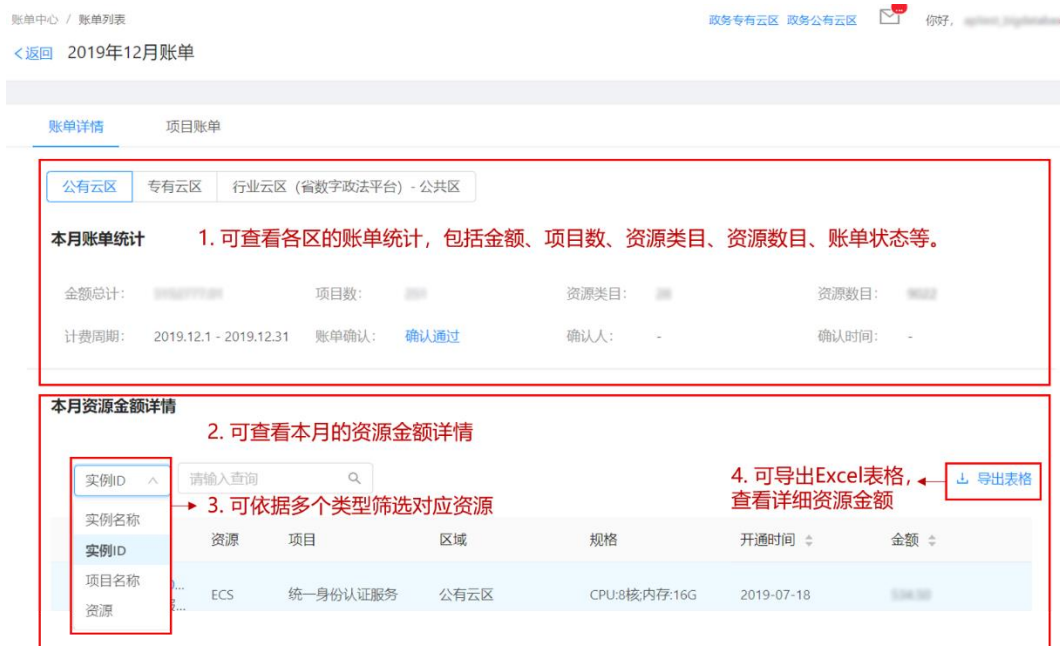 账单中心 / 账单列表
政务专有云区 政务公有云区 你好,
<返回 2019年12月账单
账单详情 项目账单
公有云区 专有云区 行业云区（省数字政法平台）- 公共区
本月账单统计
1. 可查看各区的账单统计，包括金额、项目数、资源类目、资源数目、账单状态等。
金额总计: 项目数: 资源类目: 资源数目:
计费周期: 2019.12.1 - 2019.12.31 账单确认: 确认通过 确认人: - 确认时间: -
本月资源金额详情
2. 可查看本月的资源金额详情
实例ID 请输入查询
3. 可依据多个类型筛选对应资源
4. 可导出Excel表格，
查看详细资源金额
导出表格
实例名称
实例ID
项目名称
资源
资源 项目 区域 规格 开通时间 金额
ECS 统一身份认证服务 公有云区 CPU:8核;内存:16G 2019-07-18